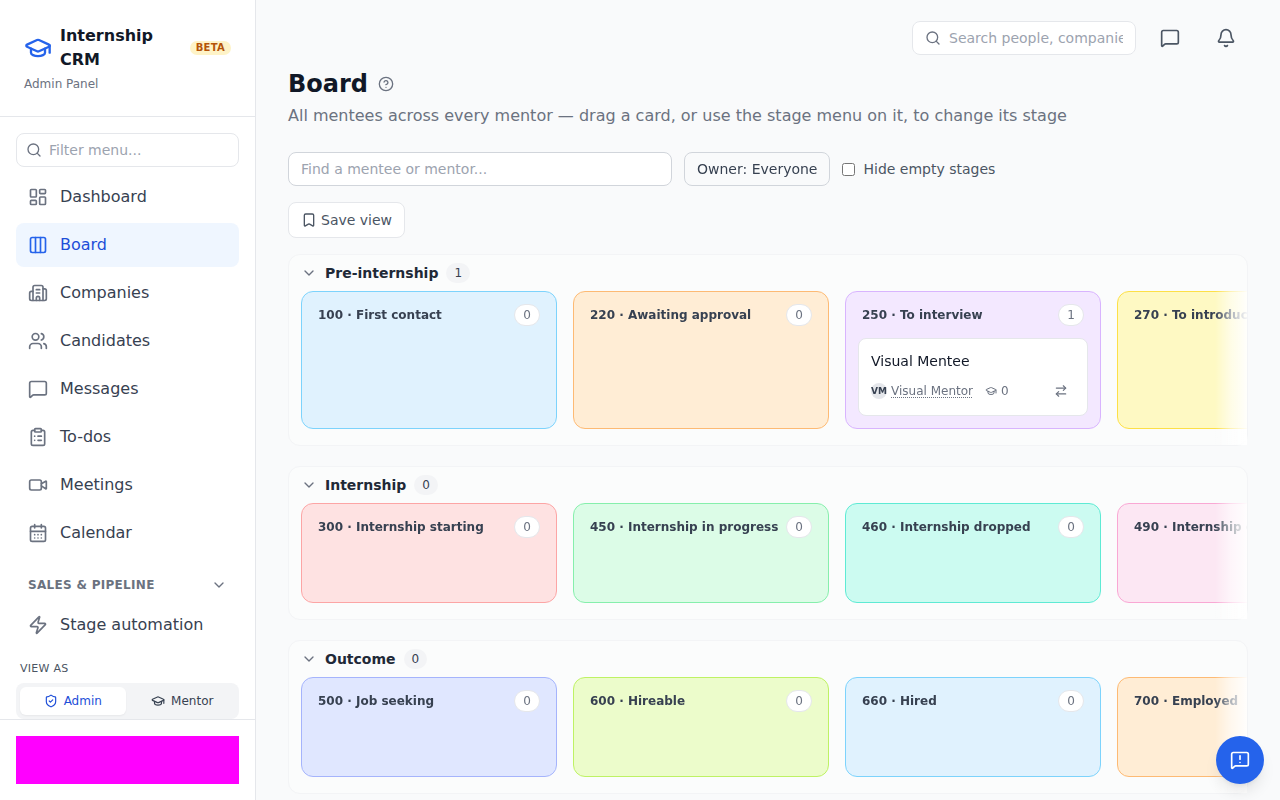 Internship CRM
BETA
Admin Panel
Filter menu...
Dashboard
Board
Companies
Candidates
Messages
To-dos
Meetings
Calendar
SALES & PIPELINE
Stage automation
VIEW AS
Admin
Mentor
Search people, companie
Board
All mentees across every mentor — drag a card, or use the stage menu on it, to change its stage
Find a mentee or mentor...
Owner: Everyone
Hide empty stages
Save view
Pre-internship 1
100 · First contact 0
220 · Awaiting approval 0
250 · To interview 1
Visual Mentee
VM Visual Mentor 0
270 · To introduc
Internship 0
300 · Internship starting 0
450 · Internship in progress 0
460 · Internship dropped 0
490 · Internship
Outcome 0
500 · Job seeking 0
600 · Hireable 0
660 · Hired 0
700 · Employed